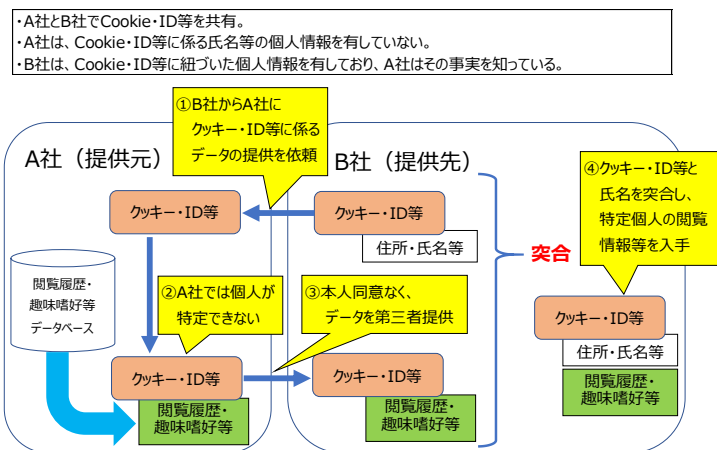 ・A社とB社でCookie・ID等を共有。
・A社は、Cookie・ID等に係る氏名等の個人情報を有していない。
・B社は、Cookie・ID等に紐づいた個人情報を有しており、A社はその事実を知っている。
①B社からA社に
クッキー・ID等に係る
データの提供を依頼
A社（提供元）
B社（提供先）
④クッキー・ID等と
氏名を突合し、
特定個人の閲覧
情報等を入手
クッキー・ID等
クッキー・ID等
住所・氏名等
突合
閲覧履歴・
趣味嗜好等
データベース
②A社では個人が
特定できない
③本人同意なく、
データを第三者提供
クッキー・ID等
住所・氏名等
閲覧履歴・
趣味嗜好等
クッキー・ID等
閲覧履歴・
趣味嗜好等
クッキー・ID等
閲覧履歴・
趣味嗜好等